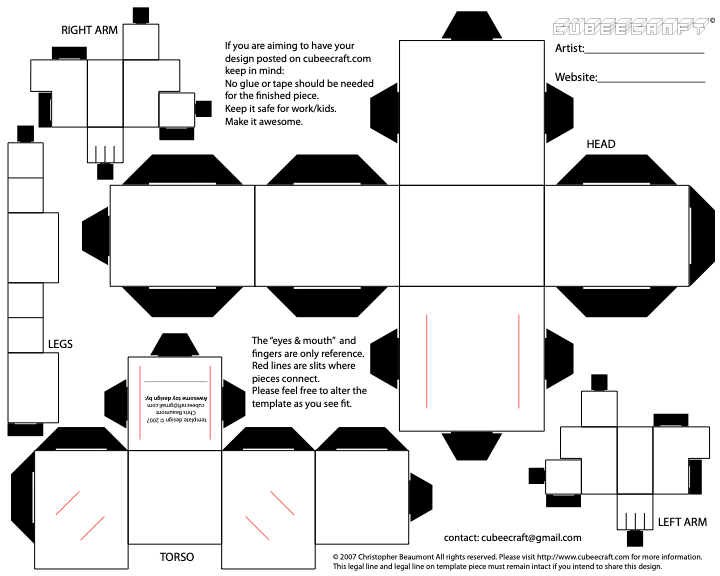 RIGHT ARM
If you are aiming to have your
design posted on cubeecraft.com
keep in mind:
No glue or tape should be needed
for the finished piece.
Keep it safe for work/kids.
Make it awesome.
CUBEECRAFT©
Artist:
Website:
HEAD
LEGS
The "eyes & mouth" and
fingers are only reference.
Red lines are slits where
pieces connect.
Please feel free to alter the
template as you see fit.
template design © 2007
Chris Beaumont
cubeecraft@gmail.com
Awesome toy design by:
TORSO
LEFT ARM
contact: cubeecraft@gmail.com
© 2007 Christopher Beaumont All rights reserved. Please visit http://www.cubeecraft.com for more information.
This legal line and legal line on template piece must remain intact if you intend to share this design.